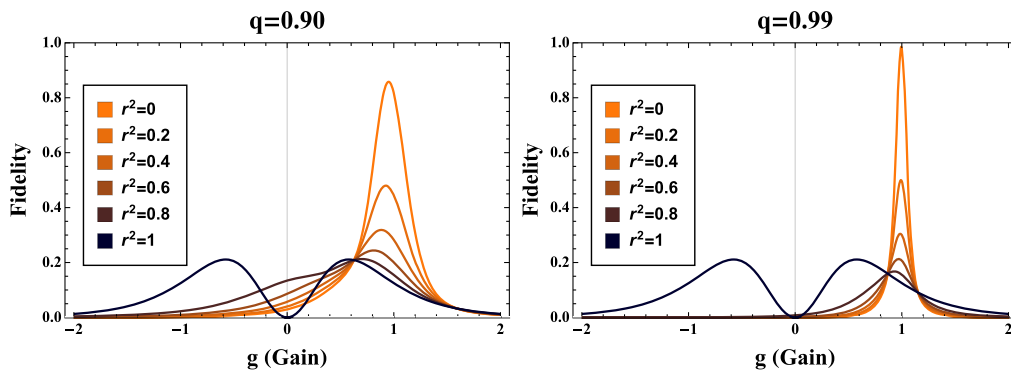 q=0.90
Fidelity
1.0
0.8
0.6
0.4
0.2
0.0
r²=0
r²=0.2
r²=0.4
r²=0.6
r²=0.8
r²=1
−2
−1
0
1
2
g (Gain)
q=0.99
Fidelity
1.0
0.8
0.6
0.4
0.2
0.0
r²=0
r²=0.2
r²=0.4
r²=0.6
r²=0.8
r²=1
−2
−1
0
1
2
g (Gain)